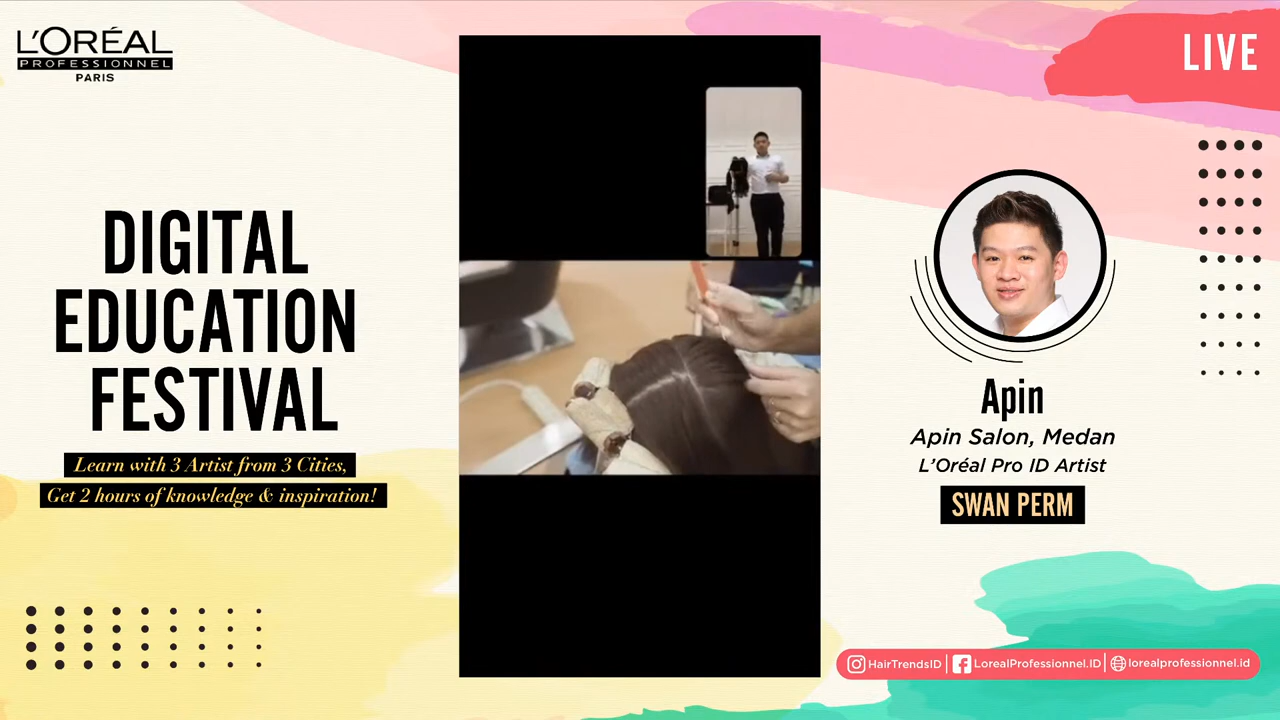 L'ORÉAL
PROFESSIONNEL
PARIS
LIVE
DIGITAL
EDUCATION
FESTIVAL
Learn with 3 Artist from 3 Cities,
Get 2 hours of knowledge & inspiration!
Apin
Apin Salon, Medan
L'Oréal Pro ID Artist
SWAN PERM
HairTrendsID | LorealProfessionnel.ID | lorealprofessionnel.id